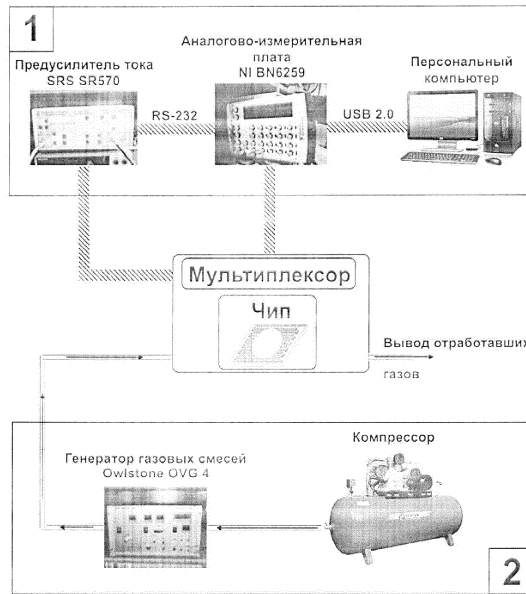 1
Предусилитель тока
SRS SR570
Аналогово-измерительная
плата
NI BN6259
Персональный
компьютер
RS-232
USB 2.0
Мультиплексор
Чип
Вывод отработавших
газов
Генератор газовых смесей
Owlstone OVG 4
Компрессор
2